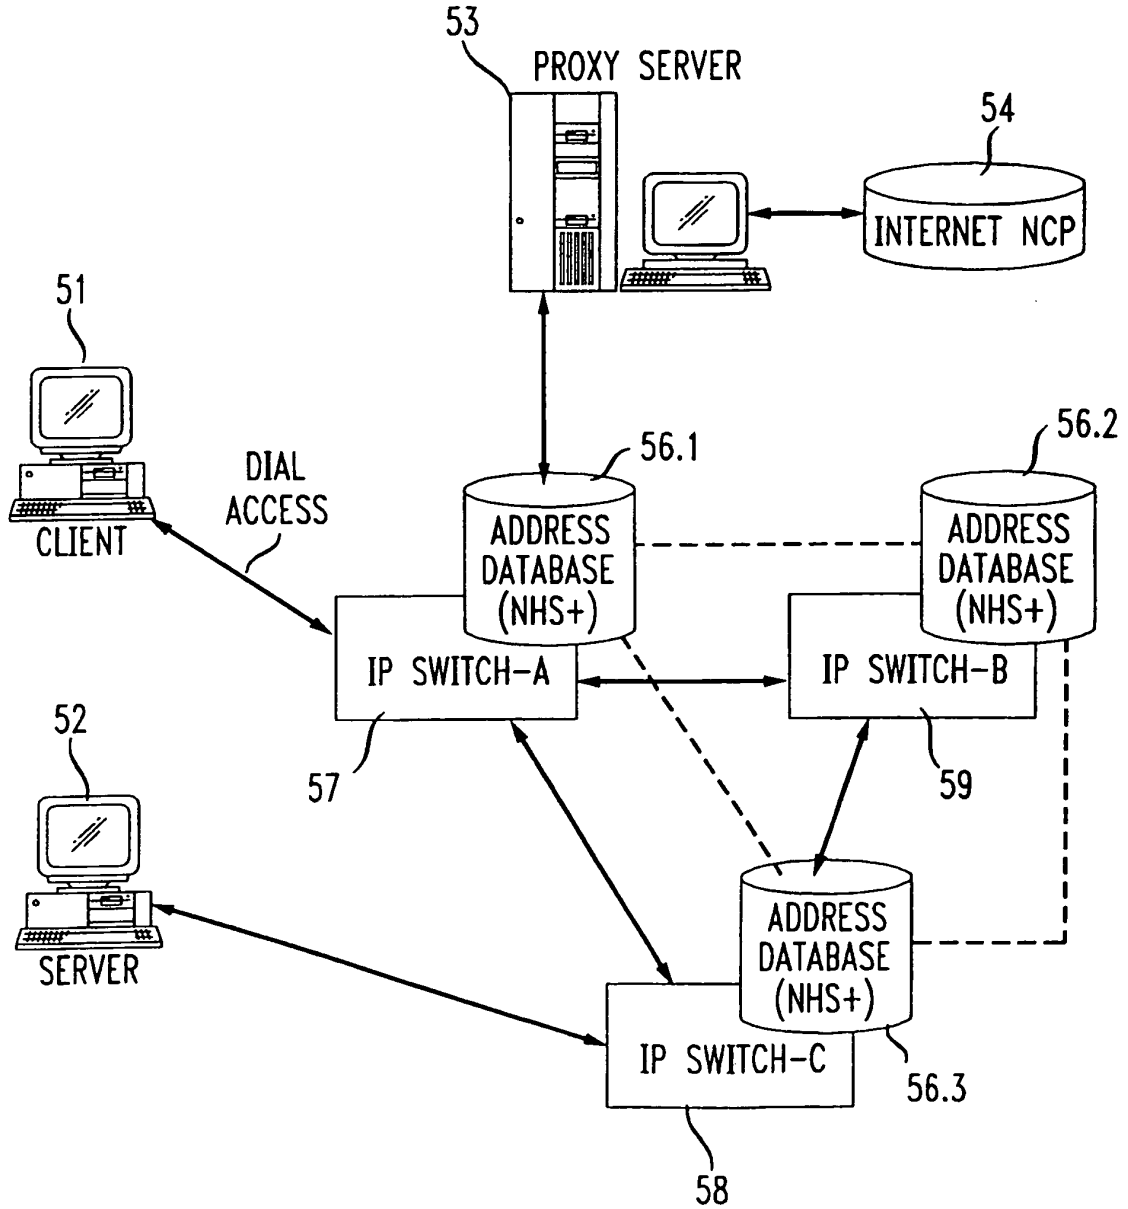 53
PROXY SERVER
54
INTERNET NCP
51
CLIENT
DIAL
ACCESS
56.1
ADDRESS
DATABASE
(NHS+)
IP SWITCH-A
57
56.2
ADDRESS
DATABASE
(NHS+)
IP SWITCH-B
59
52
SERVER
ADDRESS
DATABASE
(NHS+)
56.3
IP SWITCH-C
58